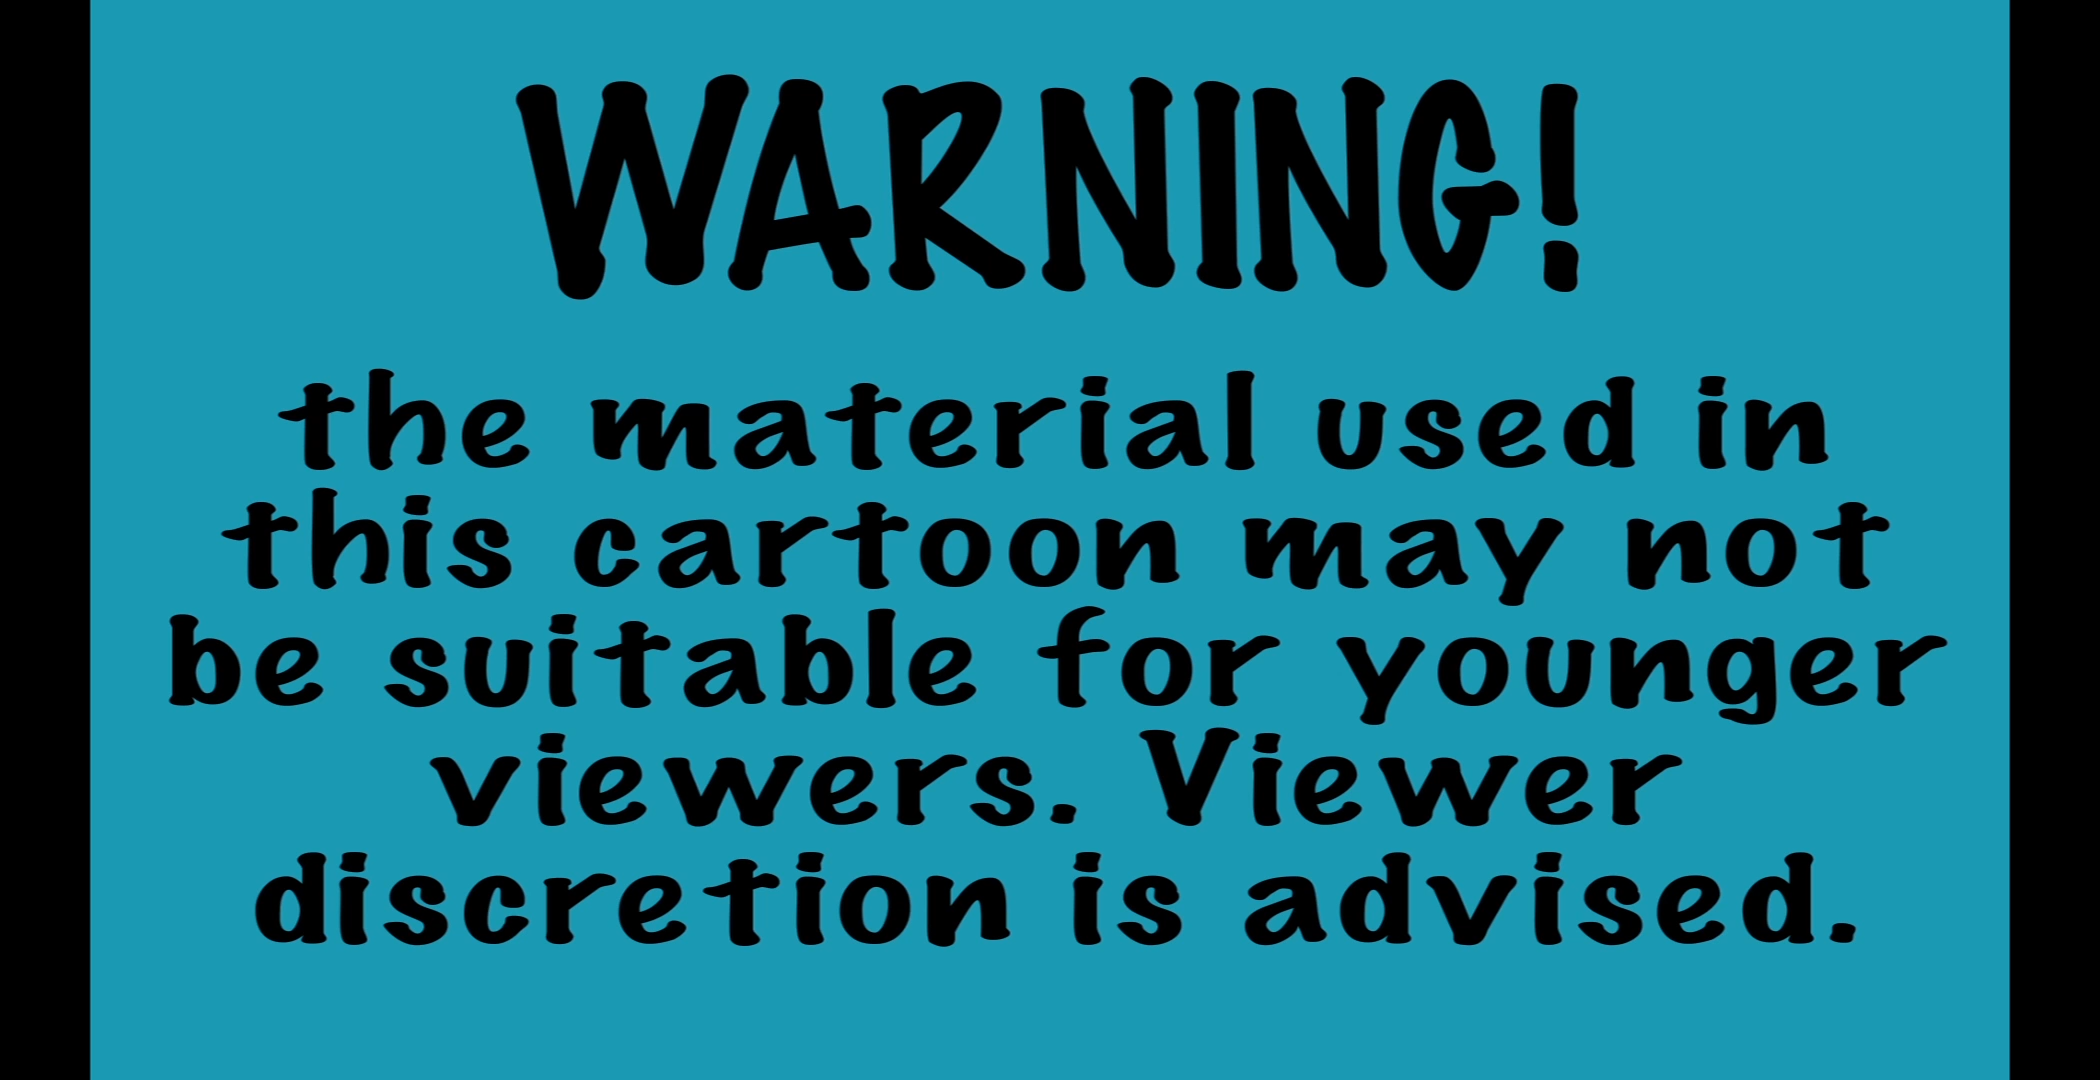 WARNING!
the material used in
this cartoon may not
be suitable for younger
viewers. Viewer
discretion is advised.